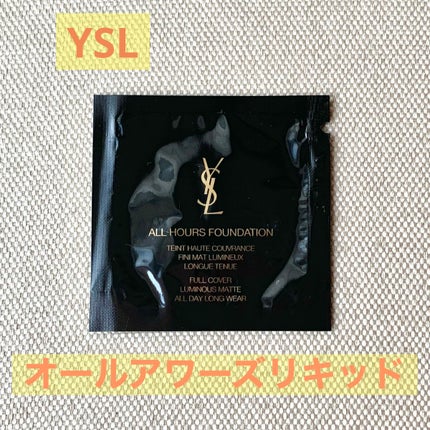 YSL
YSL
ALL HOURS FOUNDATION
TEINT HAUTE COUVRANCE
FINI MAT LUMINEUX
LONGUE TENUE
FULL COVER
LUMINOUS MATTE
ALL DAY LONG WEAR
オールアワーズリキッド